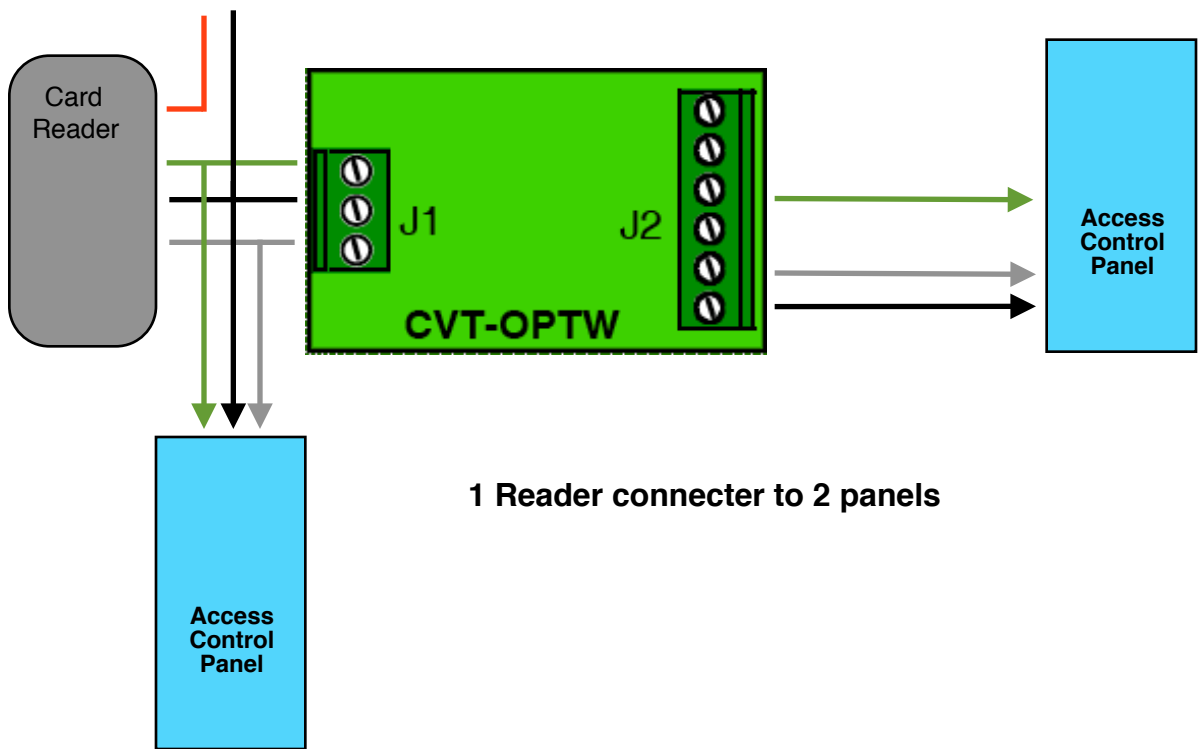 Card
Reader
J1
J2
CVT-OPTW
Access
Control
Panel
1 Reader connecter to 2 panels
Access
Control
Panel